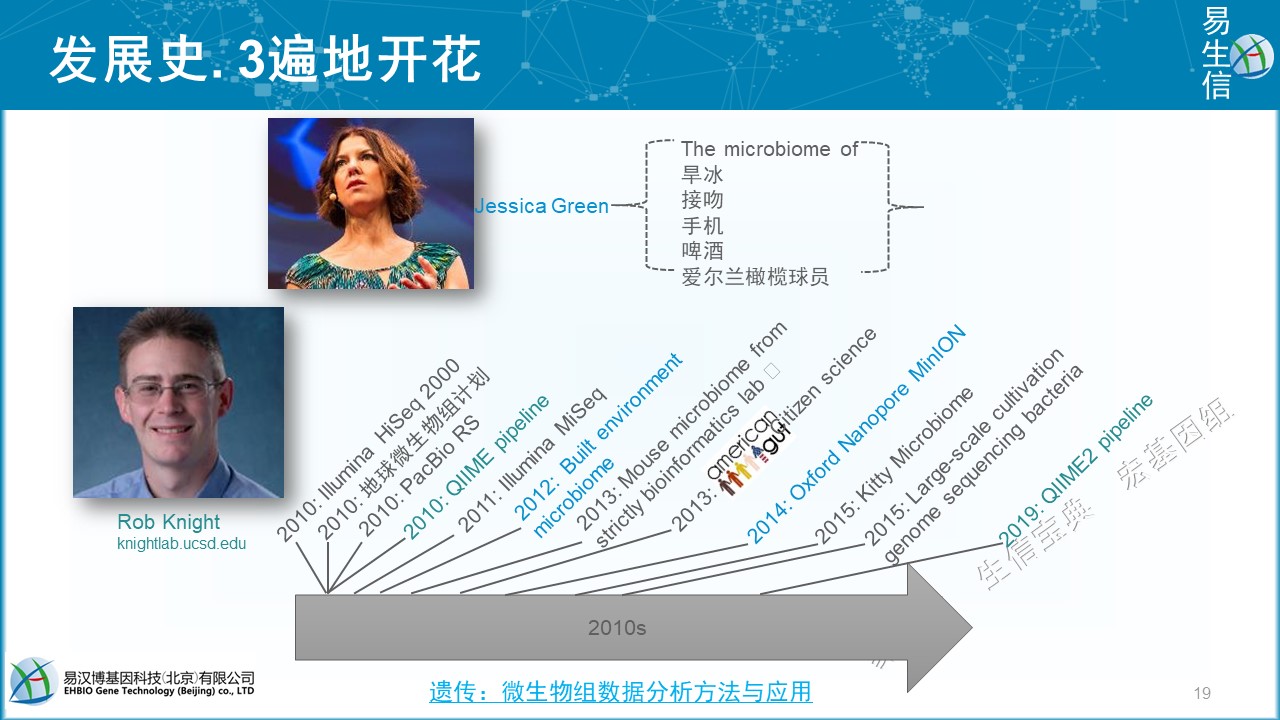 发展史. 3遍地开花
易生信
The microbiome of
旱冰
接吻
手机
啤酒
爱尔兰橄榄球员
Jessica Green
Rob Knight
knightlab.ucsd.edu
2010: Illumina HiSeq 2000
2010: 地球微生物组计划
2010: PacBio RS
2010: QIIME pipeline
2011: Illumina MiSeq
2012: Built environment
microbiome
2013: Mouse microbiome from
strictly bioinformatics lab
2013:
american
gut
citizen science
2014: Oxford Nanopore MinION
2015: Kitty Microbiome
2015: Large-scale cultivation
genome sequencing bacteria
2019: QIIME2 pipeline
生信宝典 宏基因组
2010s
易汉博基因科技(北京)有限公司
EHBIO Gene Technology (Beijing) co., LTD
遗传：微生物组数据分析方法与应用
19